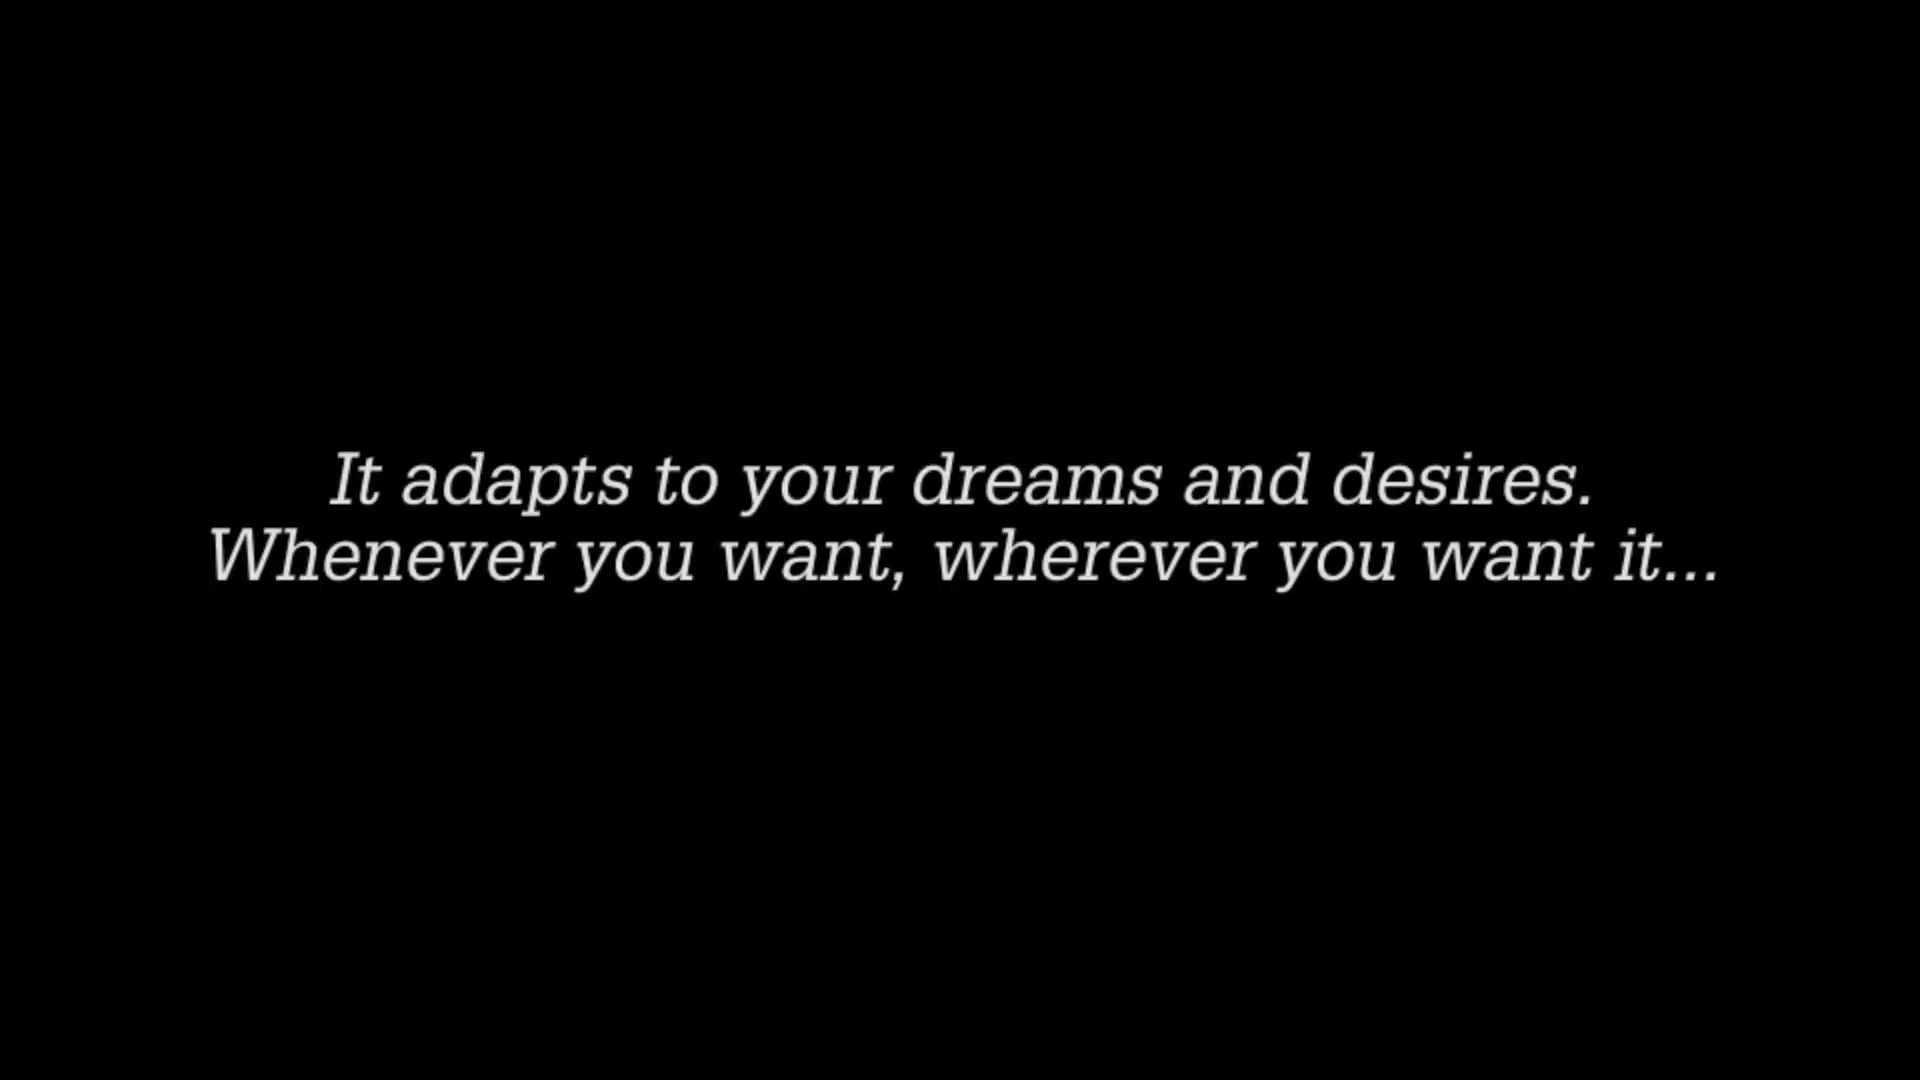 It adapts to your dreams and desires.
Whenever you want, wherever you want it...